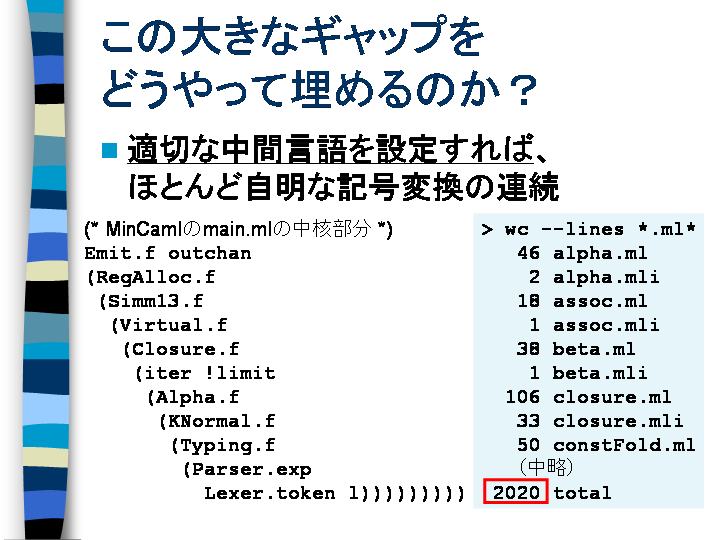 この大きなギャップを
どうやって埋めるのか？
適切な中間言語を設定すれば、
ほとんど自明な記号変換の連続
(* MinCamlのmain.mlの中核部分 *)
Emit.f outchan
(RegAlloc.f
(Simm13.f
(Virtual.f
(Closure.f
(iter !limit
(Alpha.f
(KNormal.f
(Typing.f
(Parser.exp
Lexer.token l)))))))))
> wc --lines *.ml*
46 alpha.ml
2 alpha.mli
18 assoc.ml
1 assoc.mli
38 beta.ml
1 beta.mli
106 closure.ml
33 closure.mli
50 constFold.ml
（中略）
2020 total